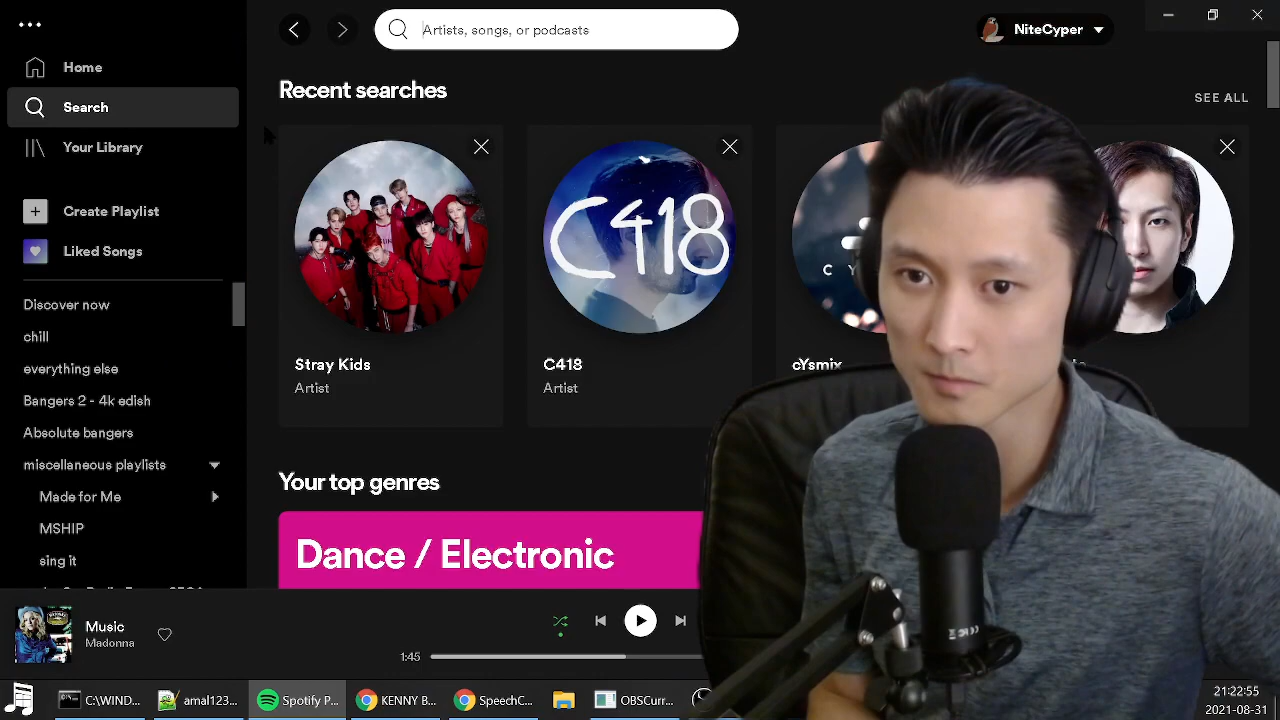 Artists, songs, or podcasts
NiteCyper
Home
Search
Your Library
Create Playlist
Liked Songs
Discover now
chill
everything else
Bangers 2 - 4k edish
Absolute bangers
miscellaneous playlists
Made for Me
MSHIP
sing it
Recent searches
SEE ALL
C418
Stray Kids
Artist
C418
Artist
cYsmix
Your top genres
Dance / Electronic
Music
Madonna
1:45
C:\WIND...
amal123...
Spotify P...
KENNY B...
SpeechC...
OBSCurr...
21:22:55
2021-08-31